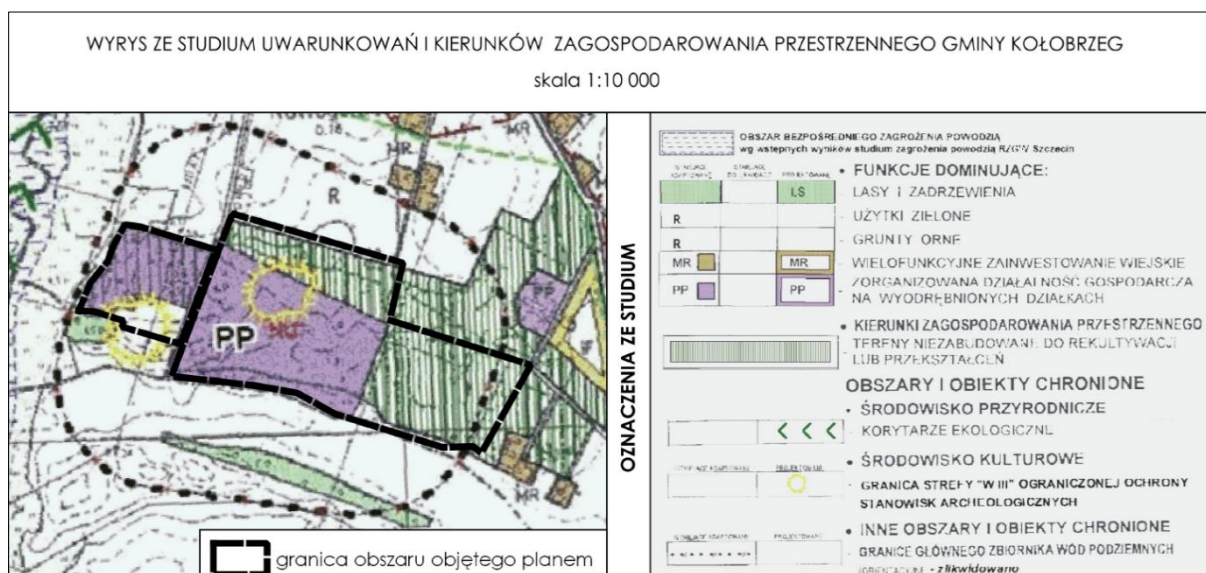 WYRYS ZE STUDIUM UWARUNKOWAŃ I KIERUNKÓW ZAGOSPODAROWANIA PRZESTRZENNEGO GMINY KOŁOBRZEG
skala 1:10 000
MR
MR
R
PP
PP
MR
granica obszaru objętego planem
OZNACZENIA ZE STUDIUM
OBSZAR BEZPOŚREDNIEGO ZAGROŻENIA POWODZIĄ
wg wstępnych wyników studium zagrożenia powodzią RZGW Szczecin
• FUNKCJE DOMINUJĄCE:
LS - LASY I ZADRZEWIENIA
R - UŻYTKI ZIELONE
R - GRUNTY ORNE
MR MR - WIELOFUNKCYJNE ZAINWESTOWANIE WIEJSKIE
PP PP - ZORGANIZOWANA DZIAŁALNOŚĆ GOSPODARCZA
NA WYODRĘBNIONYCH DZIAŁKACH
• KIERUNKI ZAGOSPODAROWANIA PRZESTRZENNEGO
TERENY NIEZABUDOWANE DO REKULTYWACJI
LUB PRZEKSZTAŁCEŃ
OBSZARY I OBIEKTY CHRONIONE
• ŚRODOWISKO PRZYRODNICZE
- KORYTARZE EKOLOGICZNE
• ŚRODOWISKO KULTUROWE
- GRANICA STREFY "W III" OGRANICZONEJ OCHRONY
STANOWISK ARCHEOLOGICZNYCH
• INNE OBSZARY I OBIEKTY CHRONIONE
- GRANICE GŁÓWNEGO ZBIORNIKA WÓD PODZIEMNYCH
- zlikwidowano